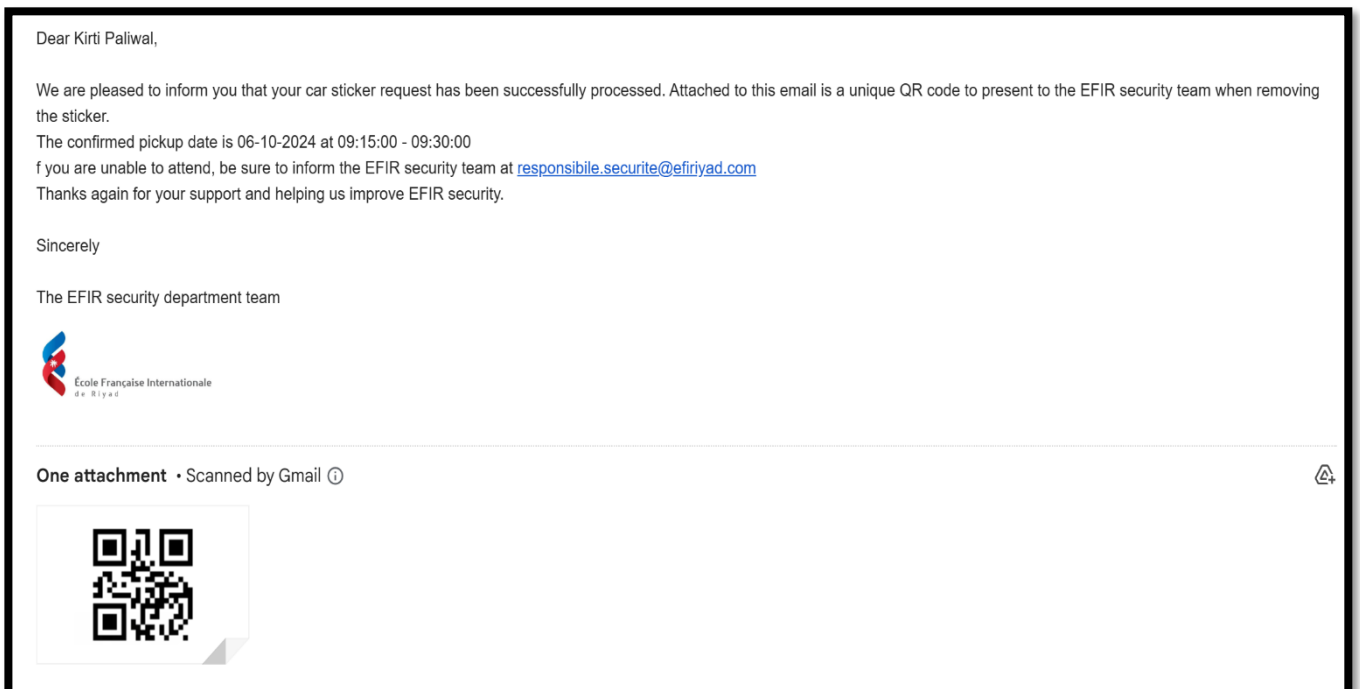 Dear Kirti Paliwal,
We are pleased to inform you that your car sticker request has been successfully processed. Attached to this email is a unique QR code to present to the EFIR security team when removing
the sticker.
The confirmed pickup date is 06-10-2024 at 09:15:00 - 09:30:00
f you are unable to attend, be sure to inform the EFIR security team at responsibile.securite@efiriyad.com
Thanks again for your support and helping us improve EFIR security.
Sincerely
The EFIR security department team
École Française Internationale
de Riyad
One attachment • Scanned by Gmail